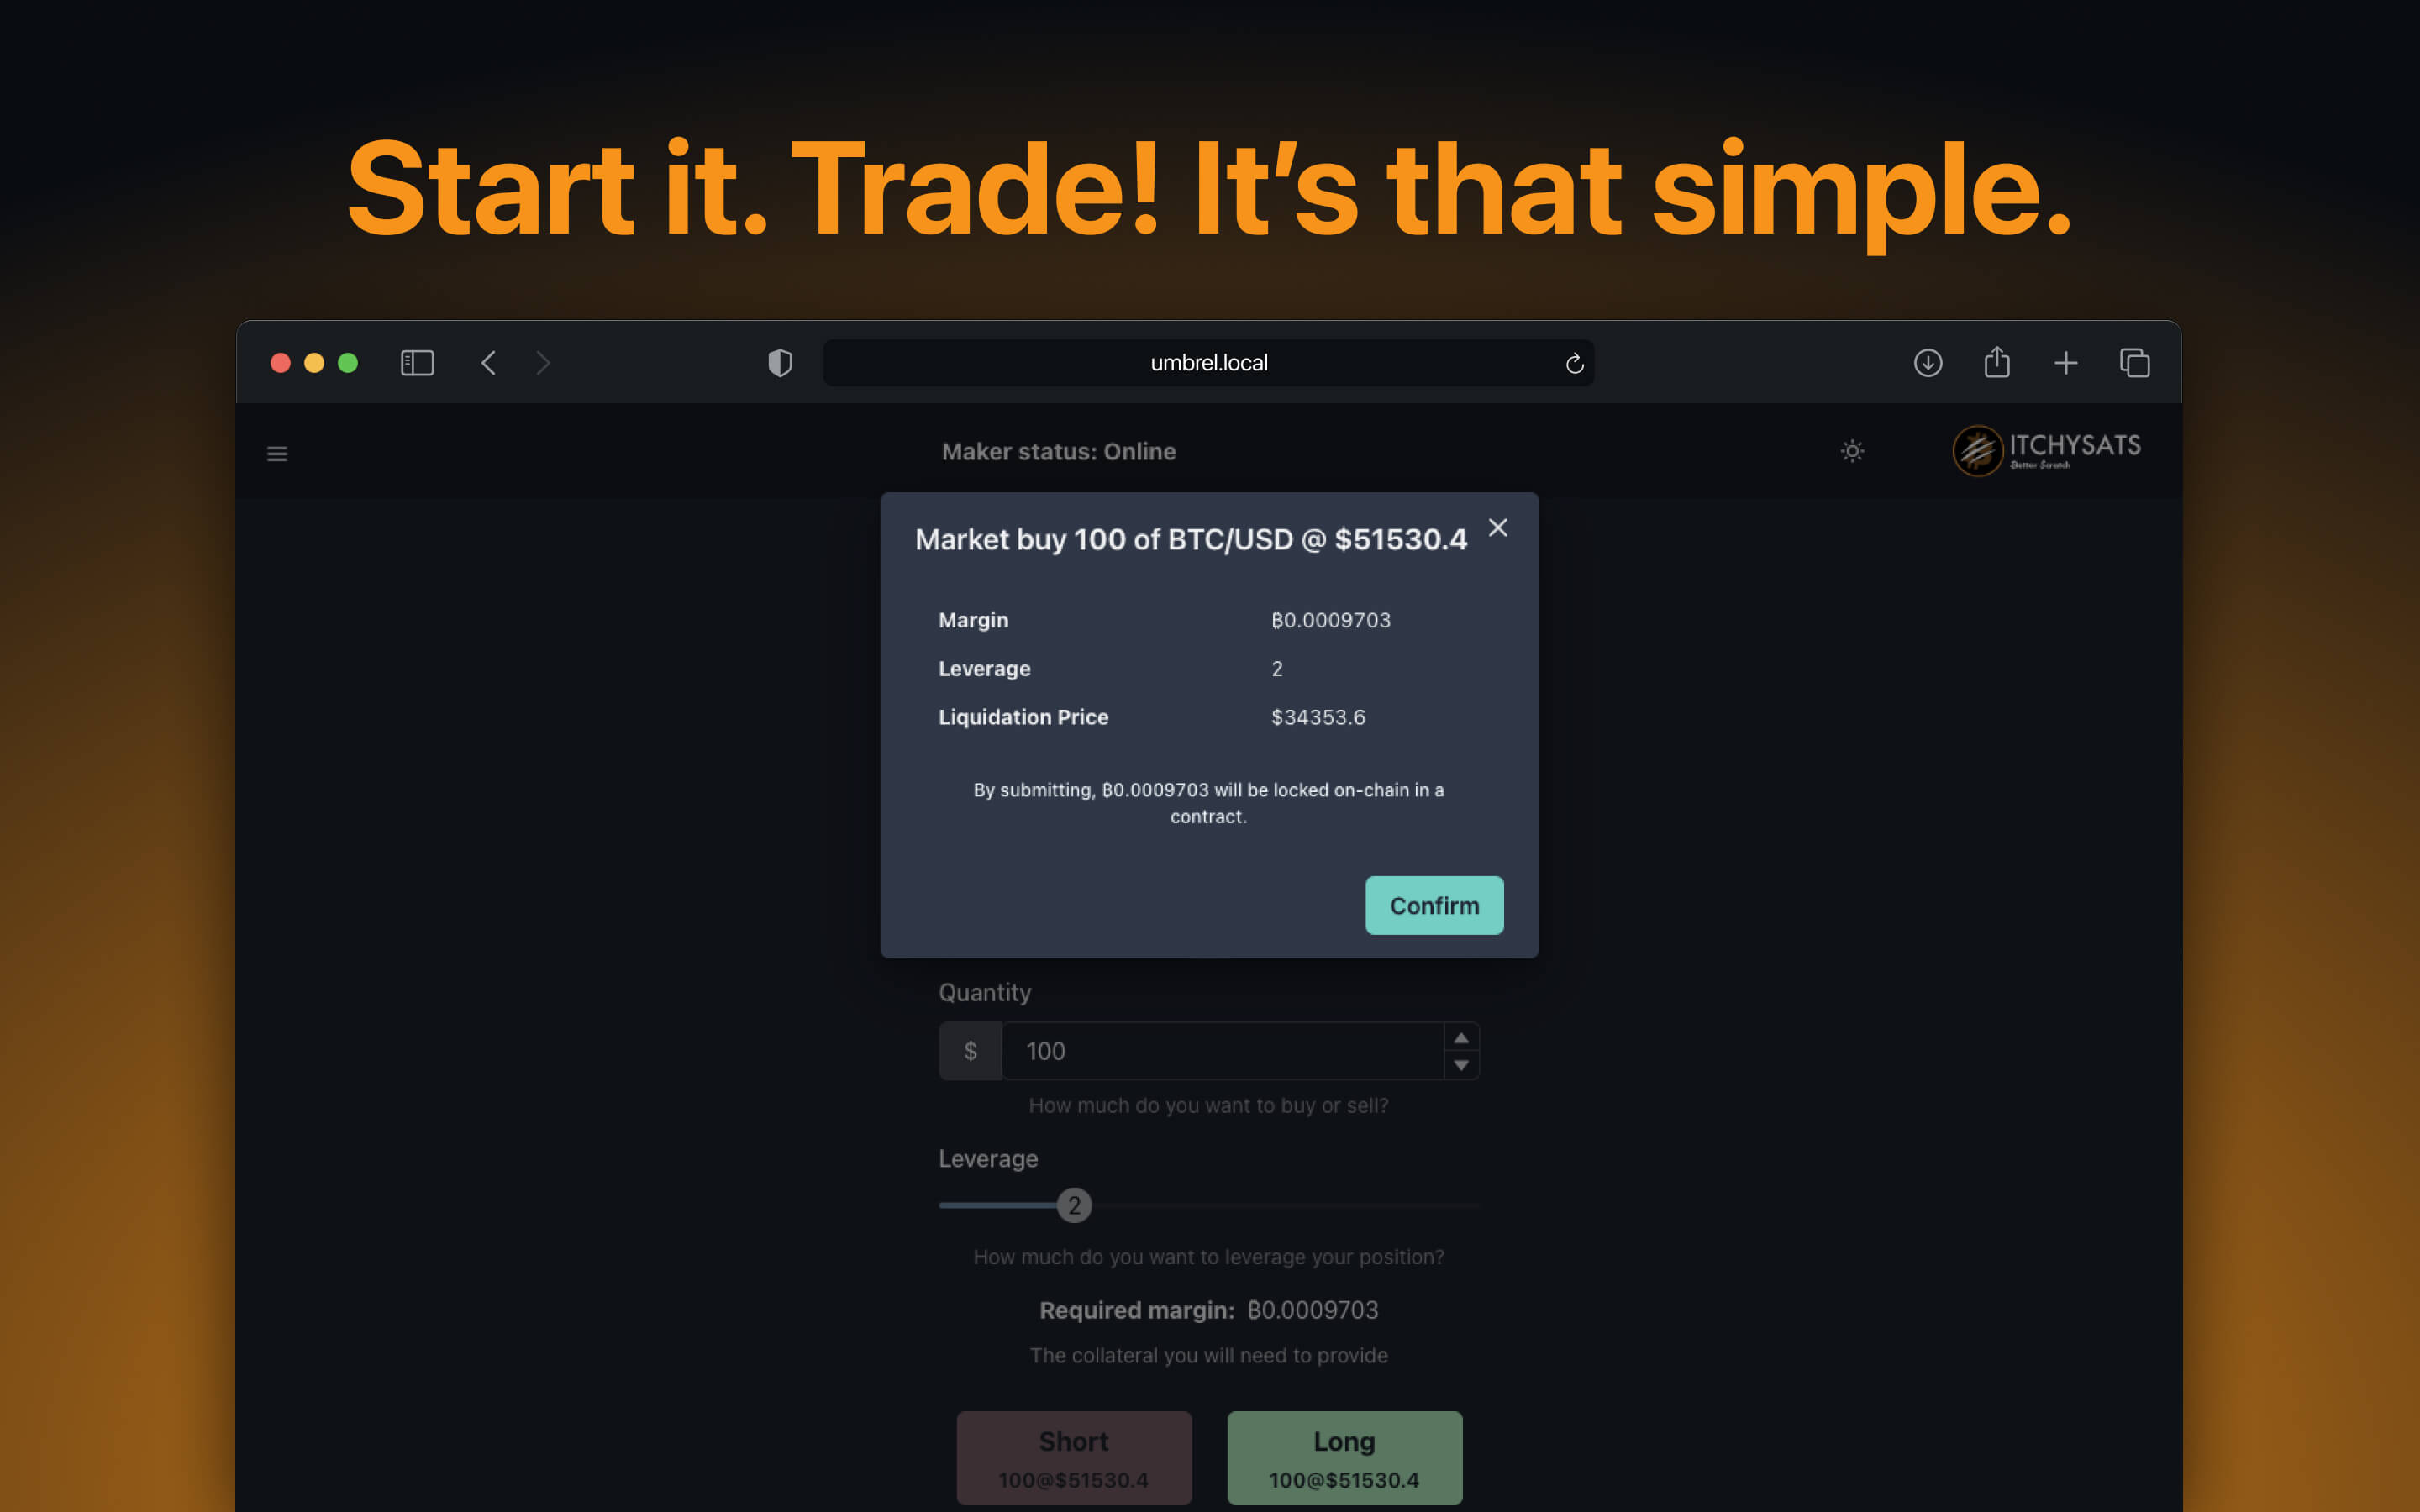 Start it. Trade! It’s that simple.
umbrel.local
Maker status: Online
ITCHYSATS
Better Scratch
Market buy 100 of BTC/USD @ $51530.4
Margin ₿0.0009703
Leverage 2
Liquidation Price $34353.6
By submitting, ₿0.0009703 will be locked on-chain in a
contract.
Confirm
Quantity
$ 100
How much do you want to buy or sell?
Leverage
2
How much do you want to leverage your position?
Required margin: ₿0.0009703
The collateral you will need to provide
Short Long
100@$51530.4 100@$51530.4